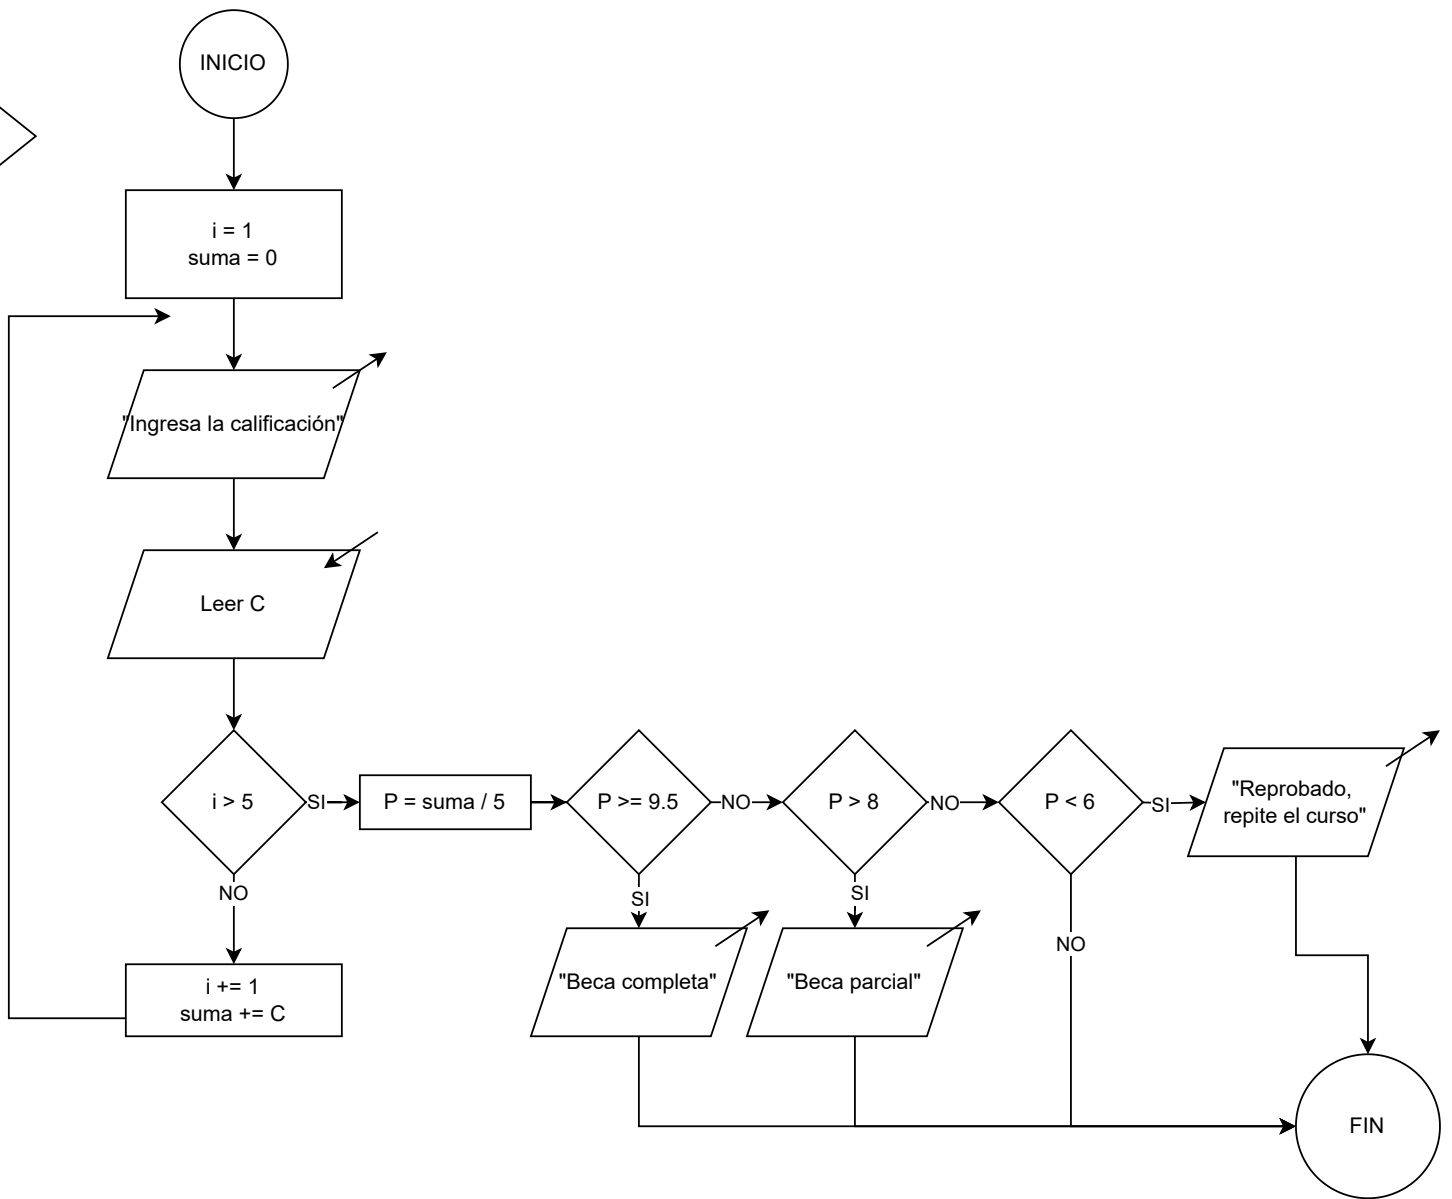 INICIO
i = 1
suma = 0
"Ingresa la calificación"
Leer C
i > 5
SI
P = suma / 5
P >= 9.5
NO
P > 8
NO
P < 6
SI
"Reprobado,
repite el curso"
NO
SI
SI
NO
i += 1
suma += C
"Beca completa"
"Beca parcial"
FIN